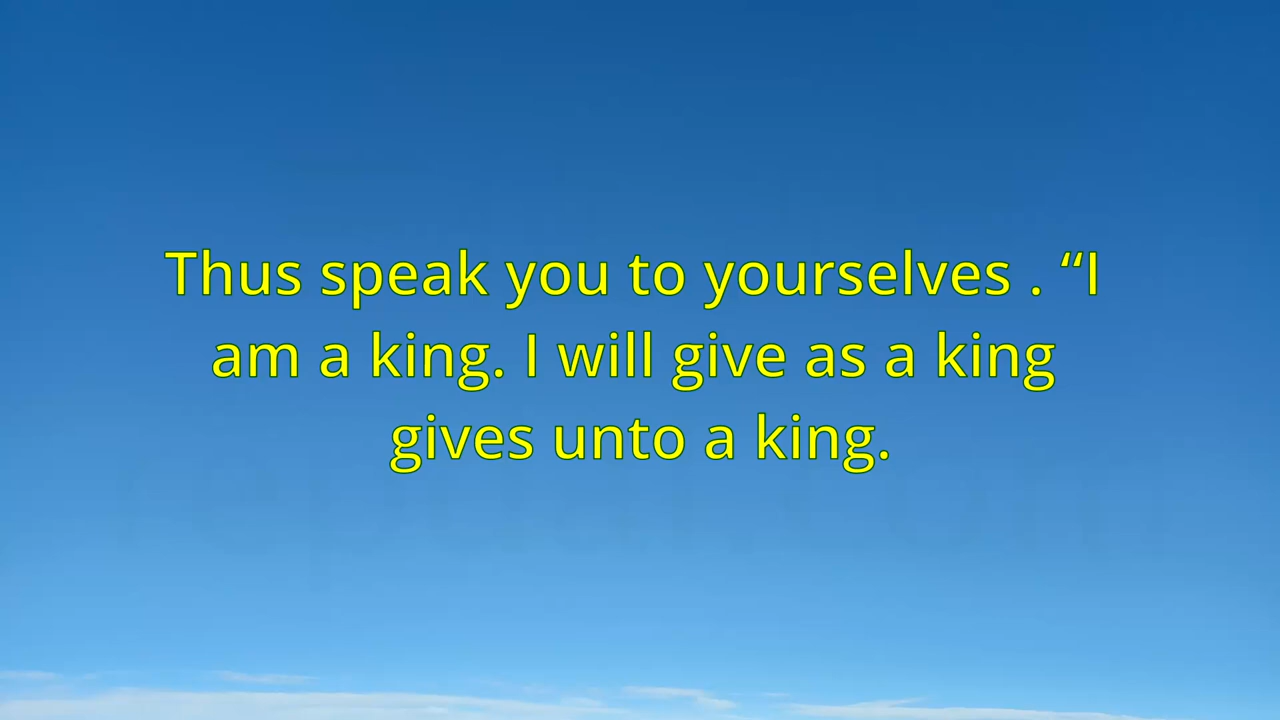 Thus speak you to yourselves . “I
am a king. I will give as a king
gives unto a king.